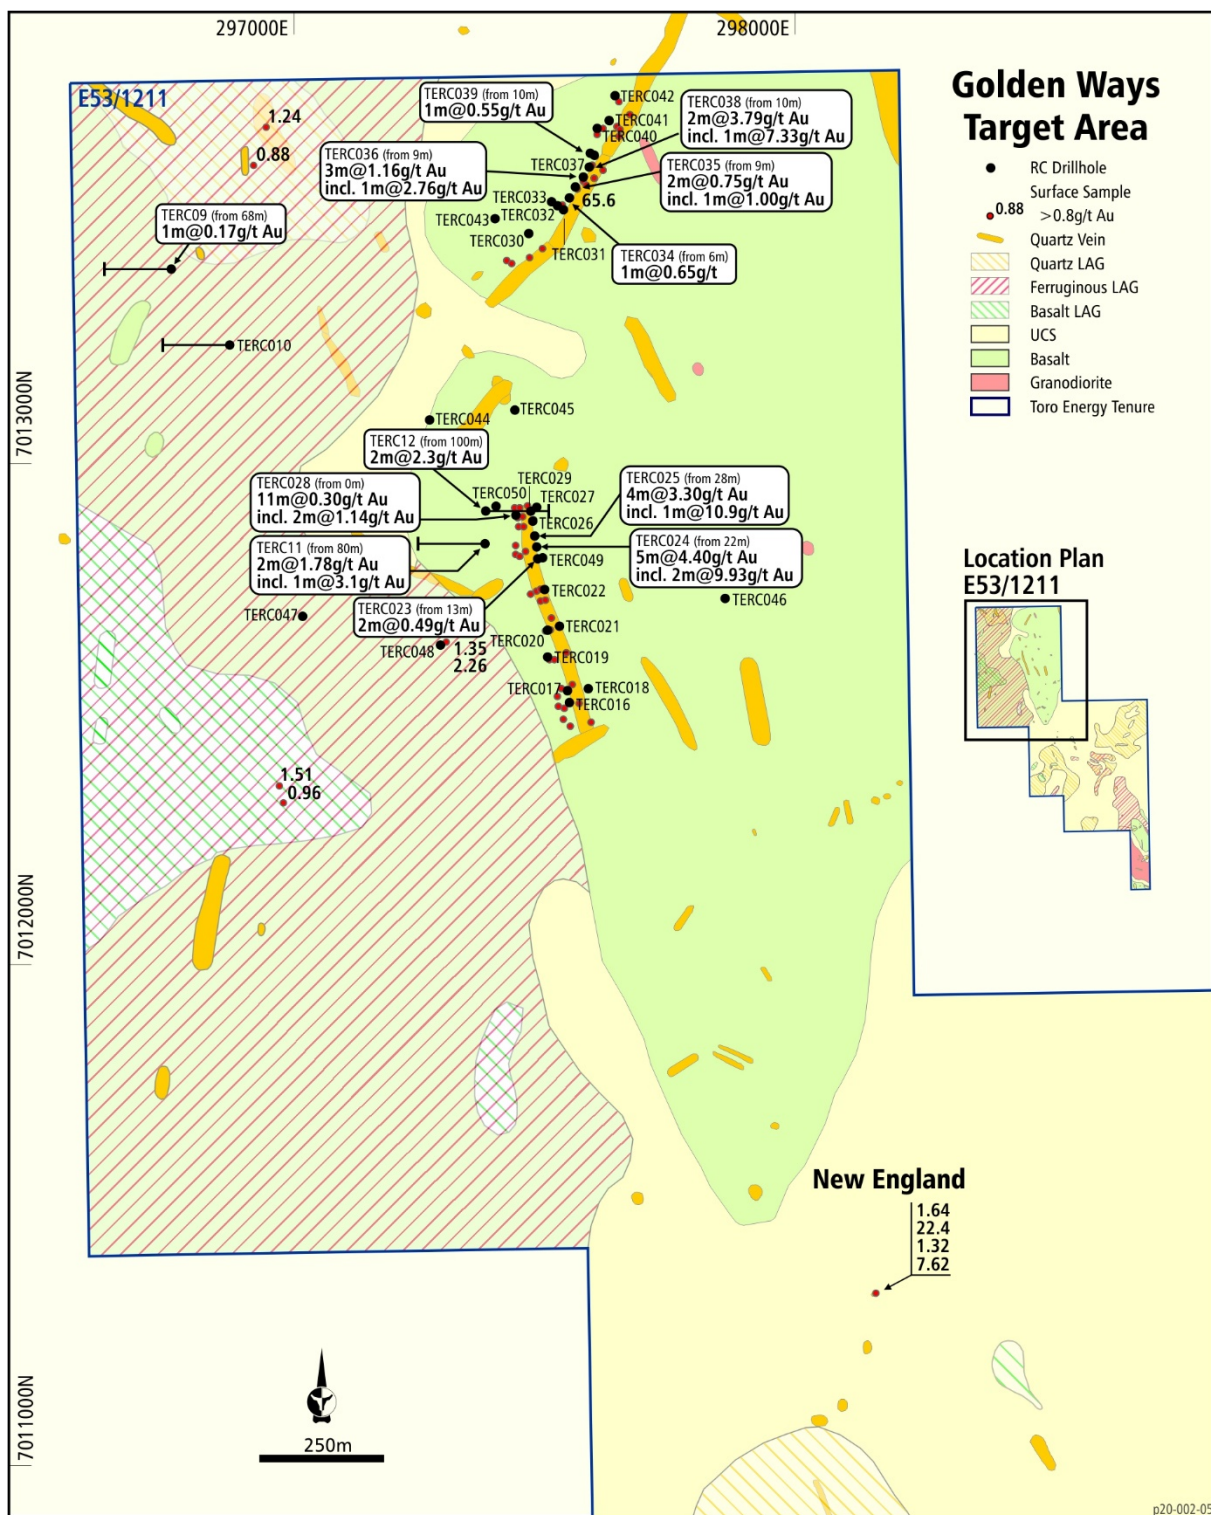 297000E
298000E
E53/1211
Golden Ways
Target Area
RC Drillhole
Surface Sample
0.88
>0.8g/t Au
Quartz Vein
Quartz LAG
Ferruginous LAG
Basalt LAG
UCS
Basalt
Granodiorite
Toro Energy Tenure
1.24
0.88
TERC039 (from 10m)
1m@0.55g/t Au
TERC042
TERC041
TERC040
TERC038 (from 10m)
2m@3.79g/t Au
incl. 1m@7.33g/t Au
TERC036 (from 9m)
3m@1.16g/t Au
incl. 1m@2.76g/t Au
TERC037
TERC035 (from 9m)
2m@0.75g/t Au
incl. 1m@1.00g/t Au
65.6
TERC033
TERC032
TERC043
TERC030
TERC031
TERC034 (from 6m)
1m@0.65g/t
TERC09 (from 68m)
1m@0.17g/t Au
TERC010
7013000N
TERC045
TERC044
TERC12 (from 100m)
2m@2.3g/t Au
TERC029
TERC050
TERC027
TERC026
TERC028 (from 0m)
11m@0.30g/t Au
incl. 2m@1.14g/t Au
TERC025 (from 28m)
4m@3.30g/t Au
incl. 1m@10.9g/t Au
TERC11 (from 80m)
2m@1.78g/t Au
incl. 1m@3.1g/t Au
TERC024 (from 22m)
5m@4.40g/t Au
incl. 2m@9.93g/t Au
TERC049
TERC022
TERC046
TERC023 (from 13m)
2m@0.49g/t Au
TERC047
TERC021
TERC020
TERC048
1.35
2.26
TERC019
TERC017
TERC018
TERC016
Location Plan
E53/1211
1.51
0.96
7012000N
New England
1.64
22.4
1.32
7.62
7011000N
250m
p20-002-05